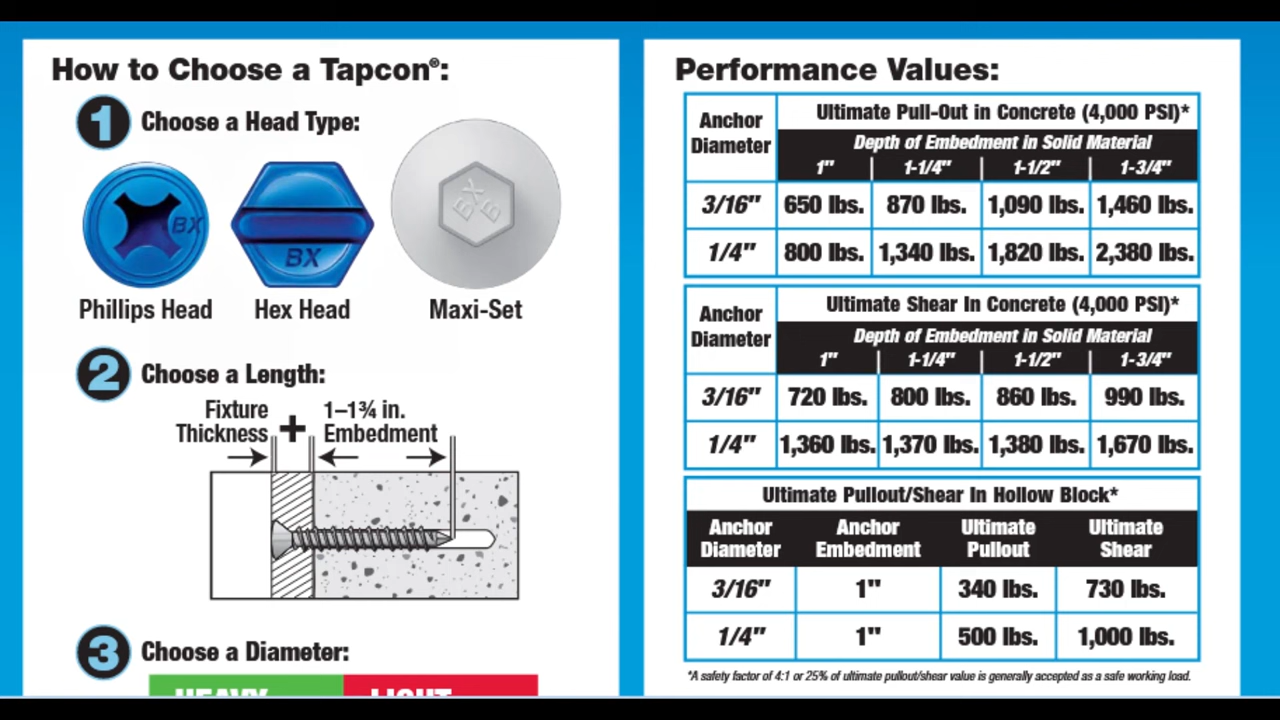 How to Choose a Tapcon®:
1 Choose a Head Type:
BX
BX
BX
B
Phillips Head Hex Head Maxi-Set
2 Choose a Length:
Fixture Thickness + 1–1¾ in. Embedment
3 Choose a Diameter:
HEAVY LIGHT
Performance Values:
Anchor Diameter
Ultimate Pull-Out in Concrete (4,000 PSI)*
Depth of Embedment in Solid Material
1" 1-1/4" 1-1/2" 1-3/4"
3/16" 650 lbs. 870 lbs. 1,090 lbs. 1,460 lbs.
1/4" 800 lbs. 1,340 lbs. 1,820 lbs. 2,380 lbs.
Anchor Diameter
Ultimate Shear In Concrete (4,000 PSI)*
Depth of Embedment in Solid Material
1" 1-1/4" 1-1/2" 1-3/4"
3/16" 720 lbs. 800 lbs. 860 lbs. 990 lbs.
1/4" 1,360 lbs. 1,370 lbs. 1,380 lbs. 1,670 lbs.
Ultimate Pullout/Shear In Hollow Block*
Anchor Diameter Anchor Embedment Ultimate Pullout Ultimate Shear
3/16" 1" 340 lbs. 730 lbs.
1/4" 1" 500 lbs. 1,000 lbs.
*A safety factor of 4:1 or 25% of ultimate pullout/shear value is generally accepted as a safe working load.